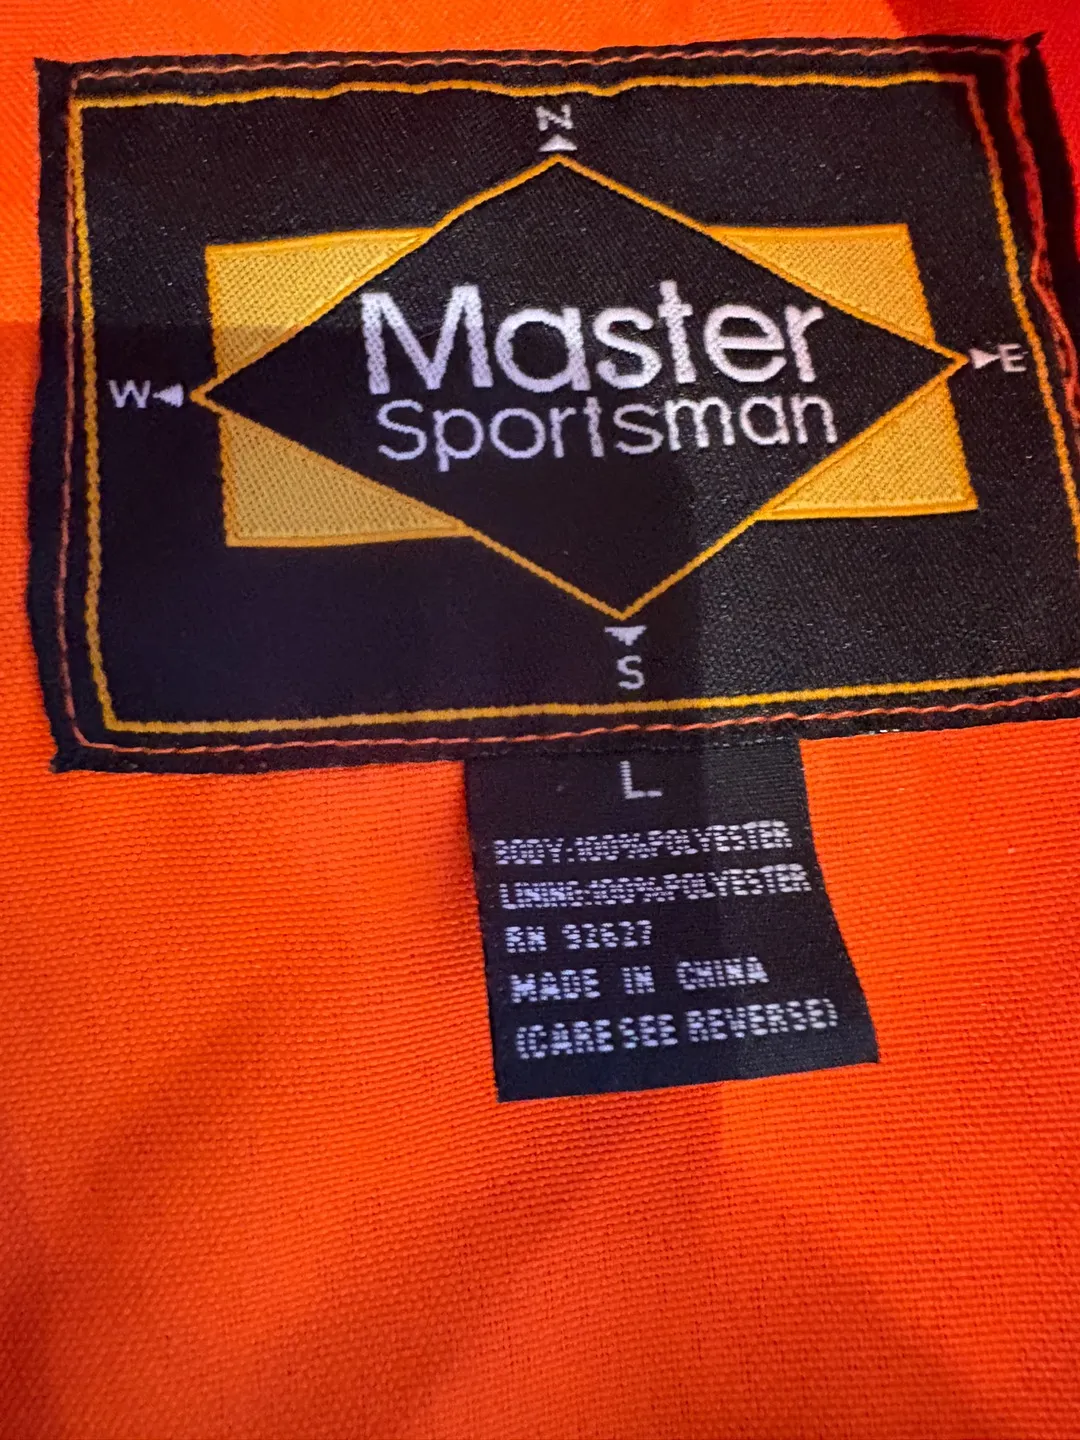 N
Master
W E
Sportsman
S
L
BODY:100%POLYESTER
LINING:100%POLYESTER
RN 92627
MADE IN CHINA
(CARE SEE REVERSE)